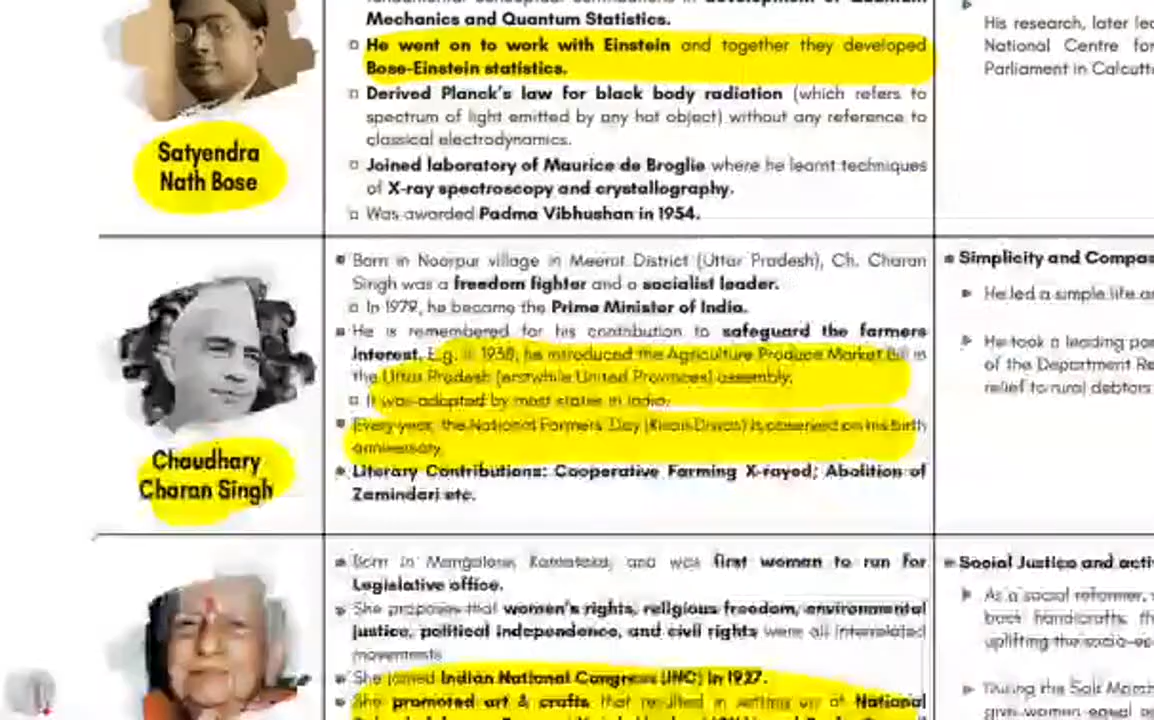 Mechanics and Quantum Statistics.
He went on to work with Einstein and together they developed
Bose-Einstein statistics.
Derived Planck's law for black body radiation (which refers to
spectrum of light emitted by any hot object) without any reference to
classical electrodynamics.
Joined laboratory of Maurice de Broglie where he learnt techniques
of X-ray spectroscopy and crystallography.
Was awarded Padma Vibhushan in 1954.
Satyendra
Nath Bose
His research, later
National Centre for
Parliament in
Born in Noorpur village in Meerut District (Uttar Pradesh), Ch. Charan
Singh was a freedom fighter and a socialist leader.
In 1979, he became the Prime Minister of India.
He is remembered for his contribution to safeguard the farmers
Interest. E.g. in 1938, he introduced the Agriculture Produce Market Bill in
the Uttar Pradesh (erstwhile United Provinces) assembly.
It was adopted by most states in India.
Every year, the National Farmers' Day (Kisan Diwas) is observed on his birth
anniversary.
Literary Contributions: Cooperative Farming X-rayed; Abolition of
Zamindari etc.
Chaudhary
Charan Singh
Simplicity and
He led a simple life
He took a leading
of the Department
relief to rural debtors
Born in Mangalore, Karnataka, and was first woman to run for
Legislative office.
She proposes that women's rights, religious freedom, environmental
justice, political independence, and civil rights were all interrelated
movements
She joined Indian National Congress (INC) in 1927.
She promoted art & crafts that resulted in setting up of National
Social Justice and
As a social reformer,
back handicrafts,
uplifting the
During the Salt March
give women equal